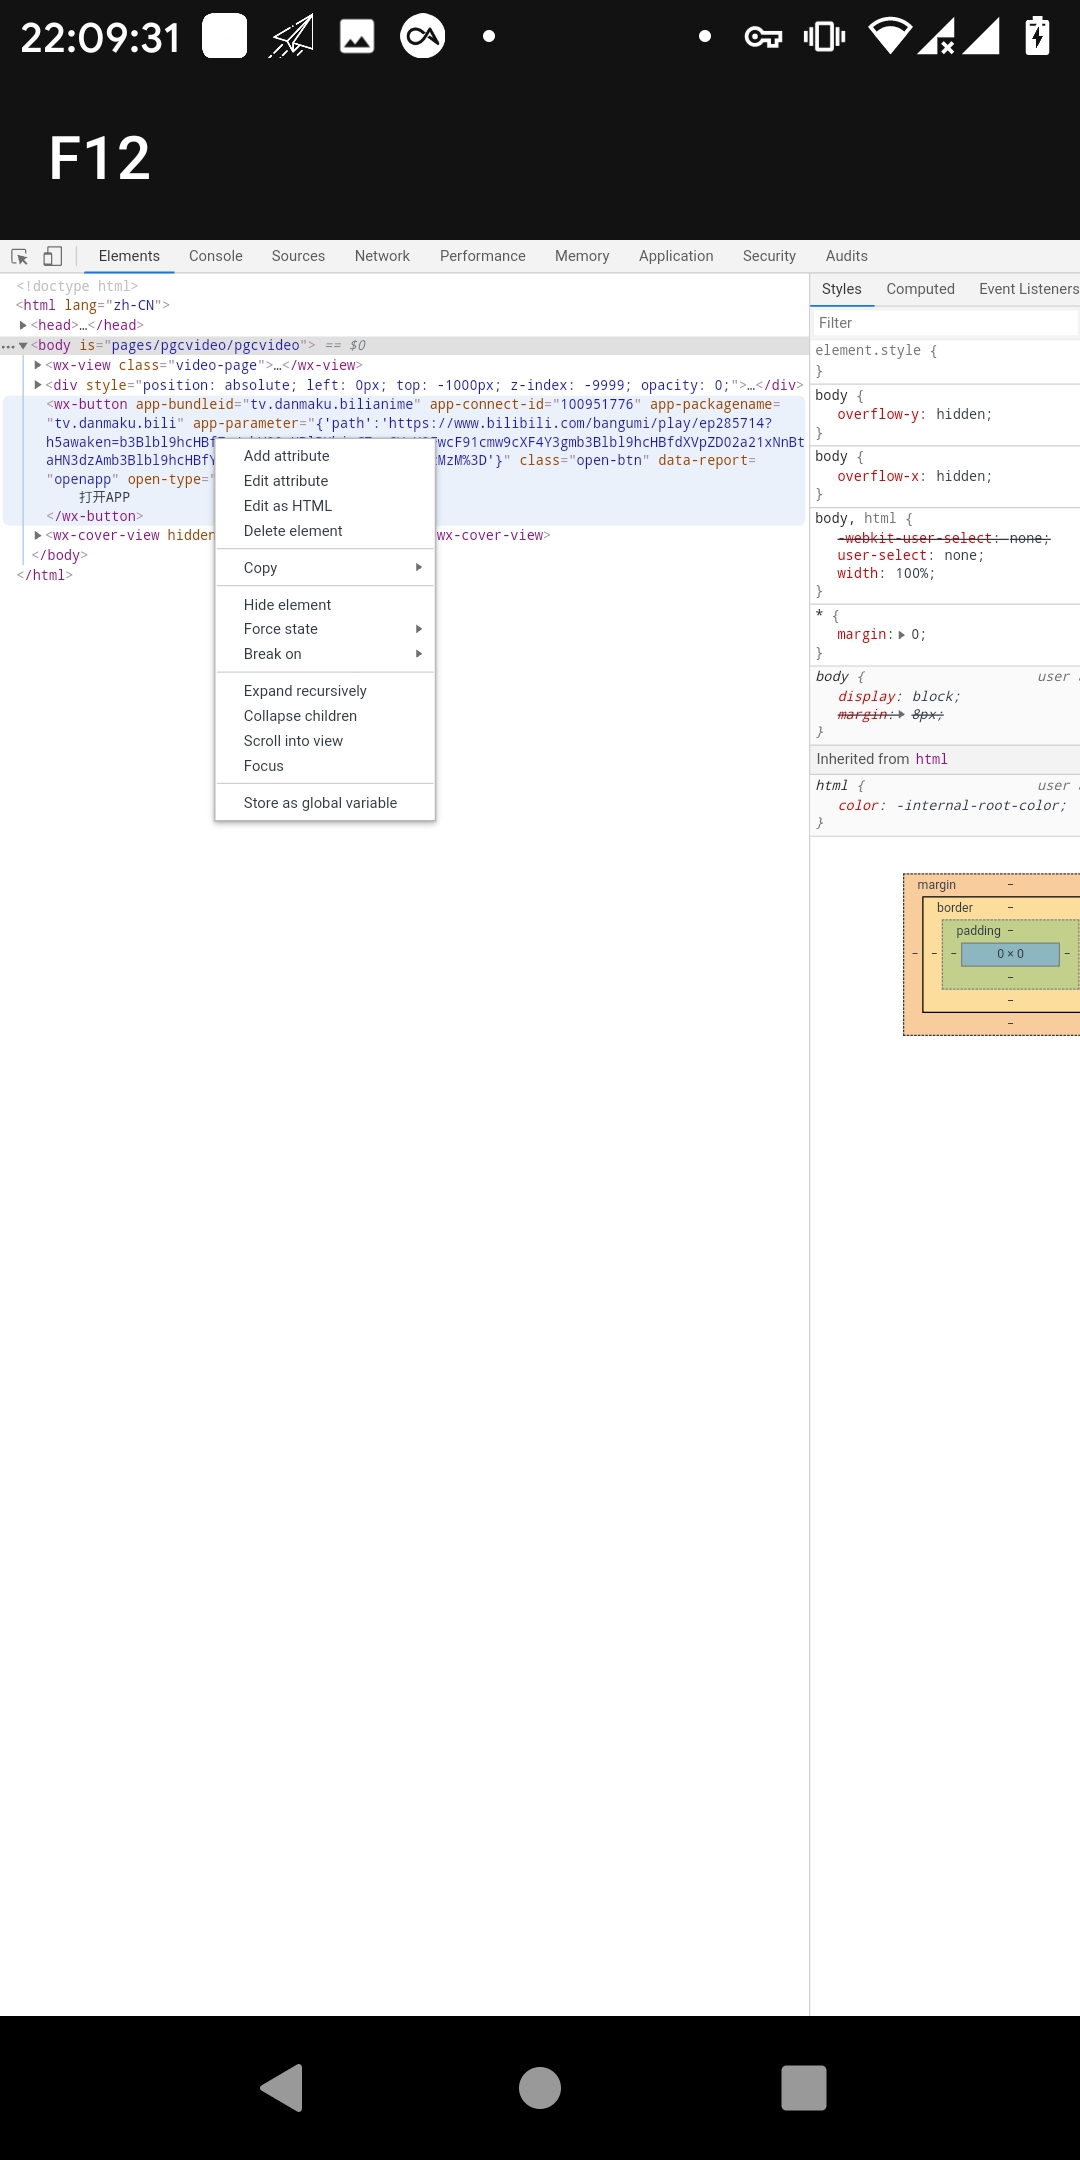 22:09:31
F12
Elements Console Sources Network Performance Memory Application Security Audits
<!doctype html>
<html lang="zh-CN">
<head>…</head>
<body is="pages/pgcvideo/pgcvideo"> == $0
<wx-view class="video-page">…</wx-view>
<div style="position: absolute; left: 0px; top: -1000px; z-index: -9999; opacity: 0;">…</div>
<wx-button app-bundleid="tv.danmaku.bilianime" app-connect-id="100951776" app-packagename=
"tv.danmaku.bili" app-parameter="{'path':'https://www.bilibili.com/bangumi/play/ep285714?
h5awaken=b3Blbl9hcHBf wcF91cmw9cXF4Y3gmb3Blbl9hcHBfdXVpZD02a21xNnBt
aHN3dzAmb3Blbl9hcHBfY MzM%3D'}" class="open-btn" data-report=
"openapp" open-type="
打开APP
</wx-button>
<wx-cover-view hidden wx-cover-view>
</body>
</html>
Add attribute
Edit attribute
Edit as HTML
Delete element
Copy
Hide element
Force state
Break on
Expand recursively
Collapse children
Scroll into view
Focus
Store as global variable
Styles Computed Event Listeners
Filter
element.style {
}
body {
overflow-y: hidden;
}
body {
overflow-x: hidden;
}
body, html {
-webkit-user-select: none;
user-select: none;
width: 100%;
}
* {
margin: 0;
}
body { user
display: block;
margin: 8px;
}
Inherited from html
html { user
color: -internal-root-color;
}
margin –
border –
padding –
– – – 0 × 0 –
–
–
–